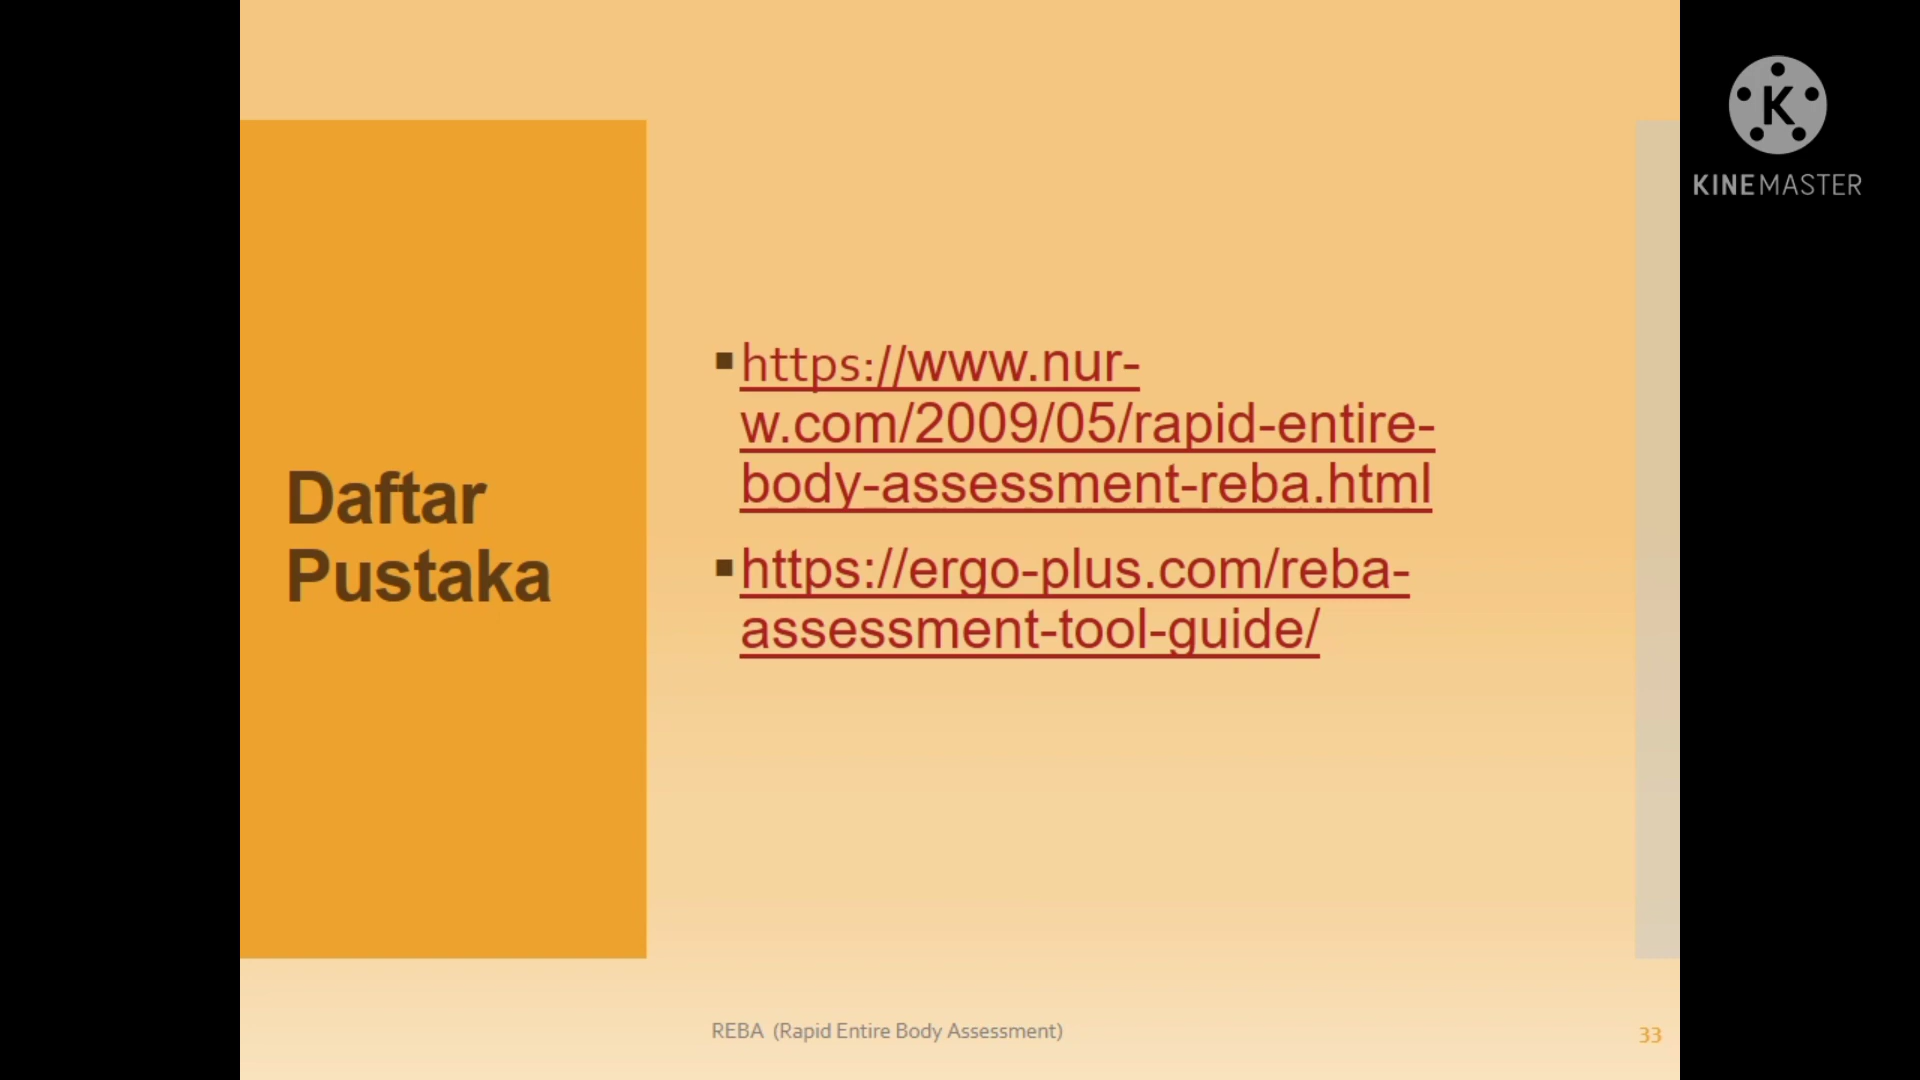 K
KINEMASTER
Daftar
Pustaka
https://www.nur-
w.com/2009/05/rapid-entire-
body-assessment-reba.html
https://ergo-plus.com/reba-
assessment-tool-guide/
REBA (Rapid Entire Body Assessment)
33